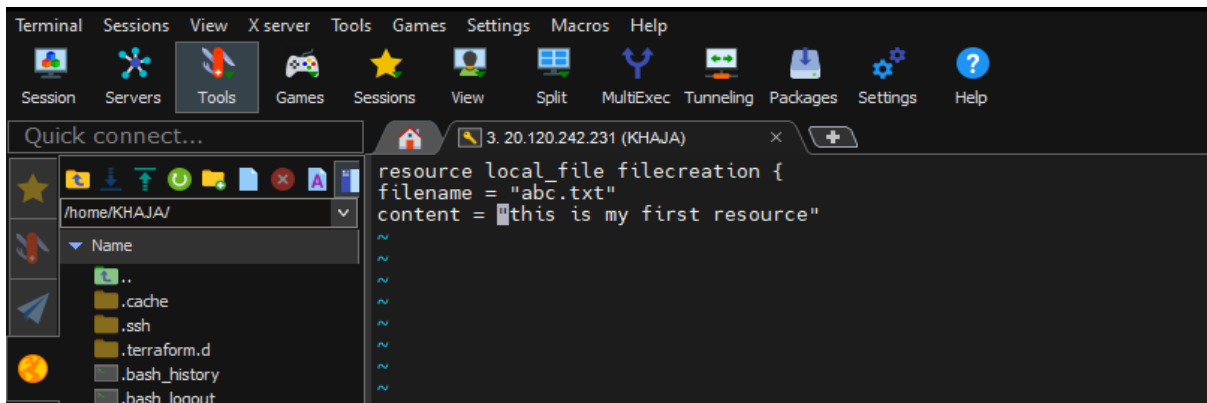 Terminal Sessions View X server Tools Games Settings Macros Help
Session Servers Tools Games Sessions View Split MultiExec Tunneling Packages Settings Help
Quick connect...
3. 20.120.242.231 (KHAJA)
/home/KHAJA/
Name
..
.cache
.ssh
.terraform.d
.bash_history
.bash_logout
resource local_file filecreation {
filename = "abc.txt"
content = "this is my first resource"
~
~
~
~
~
~
~